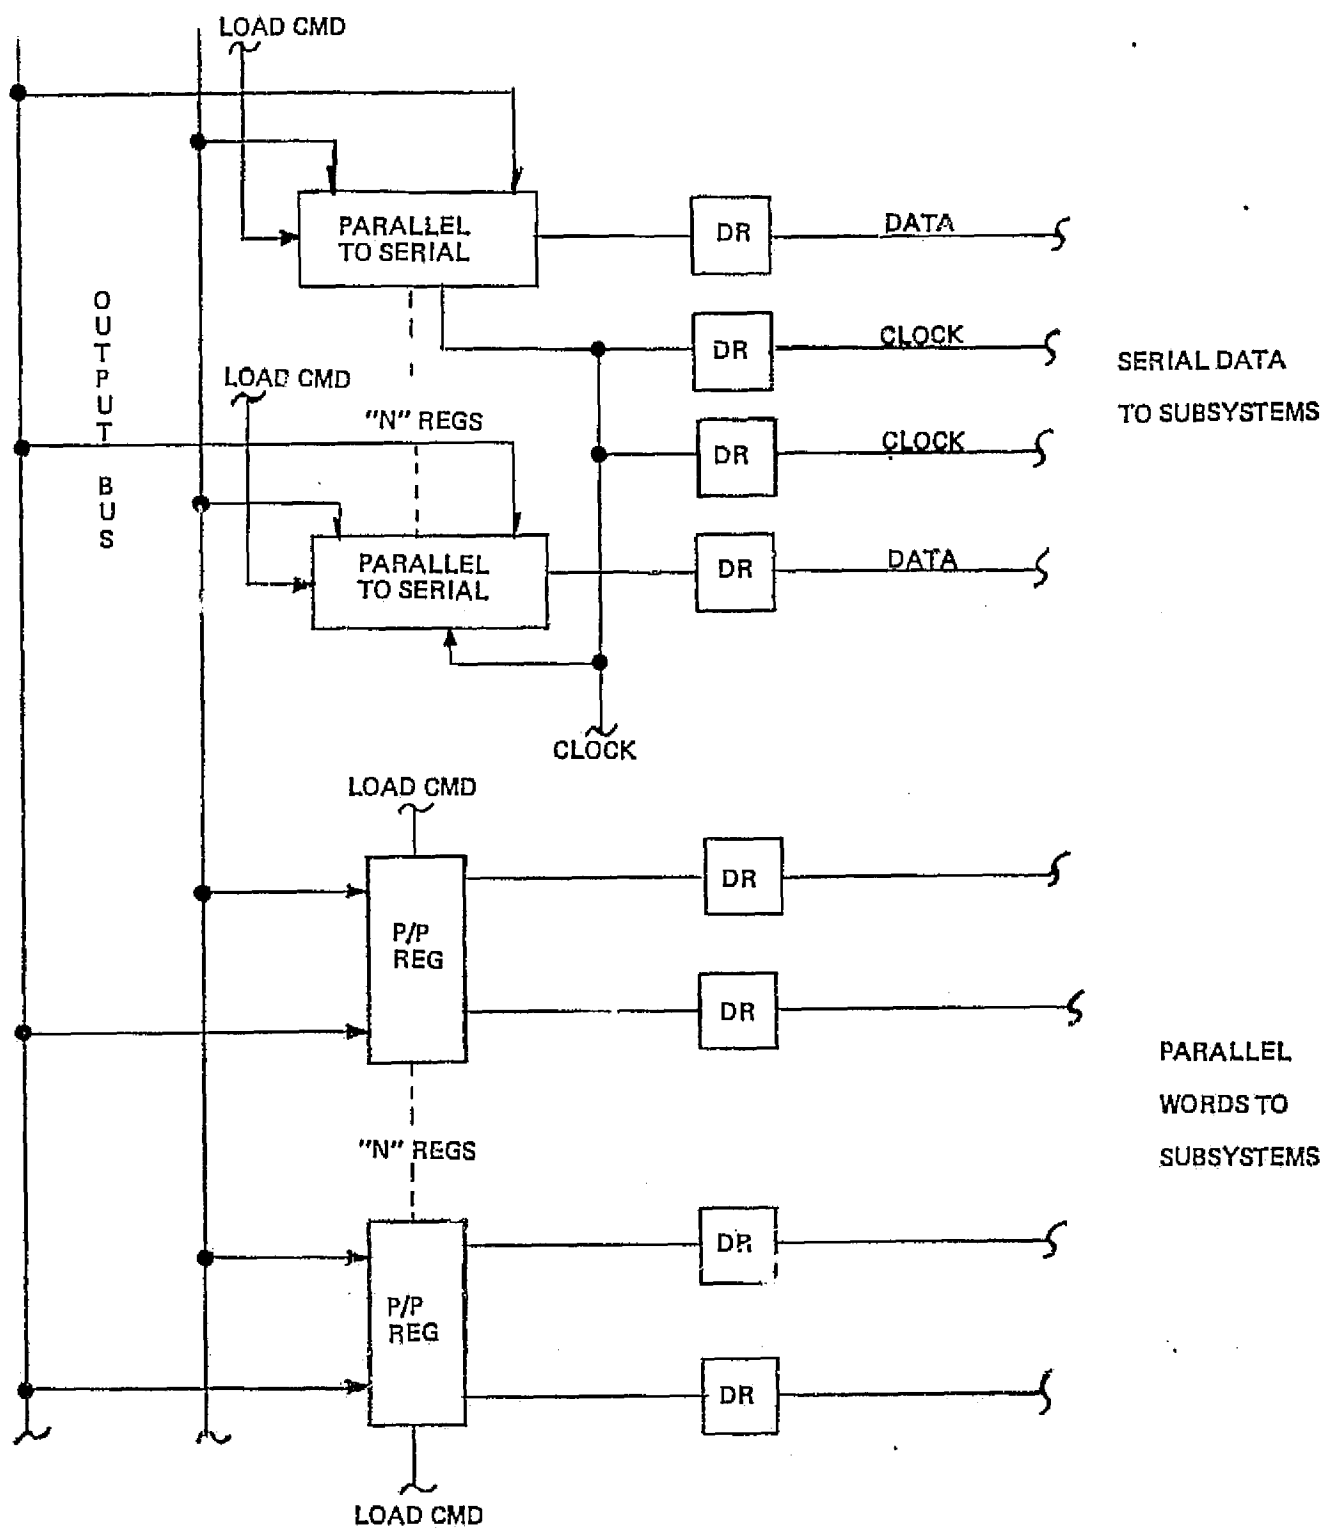 LOAD CMD
PARALLEL
TO SERIAL
DR
DATA
OUTPUT BUS
DR
CLOCK
SERIAL DATA
TO SUBSYSTEMS
LOAD CMD
"N" REGS
DR
CLOCK
PARALLEL
TO SERIAL
DR
DATA
CLOCK
LOAD CMD
DR
P/P
REG
DR
PARALLEL
WORDS TO
SUBSYSTEMS
"N" REGS
DR
P/P
REG
DR
LOAD CMD